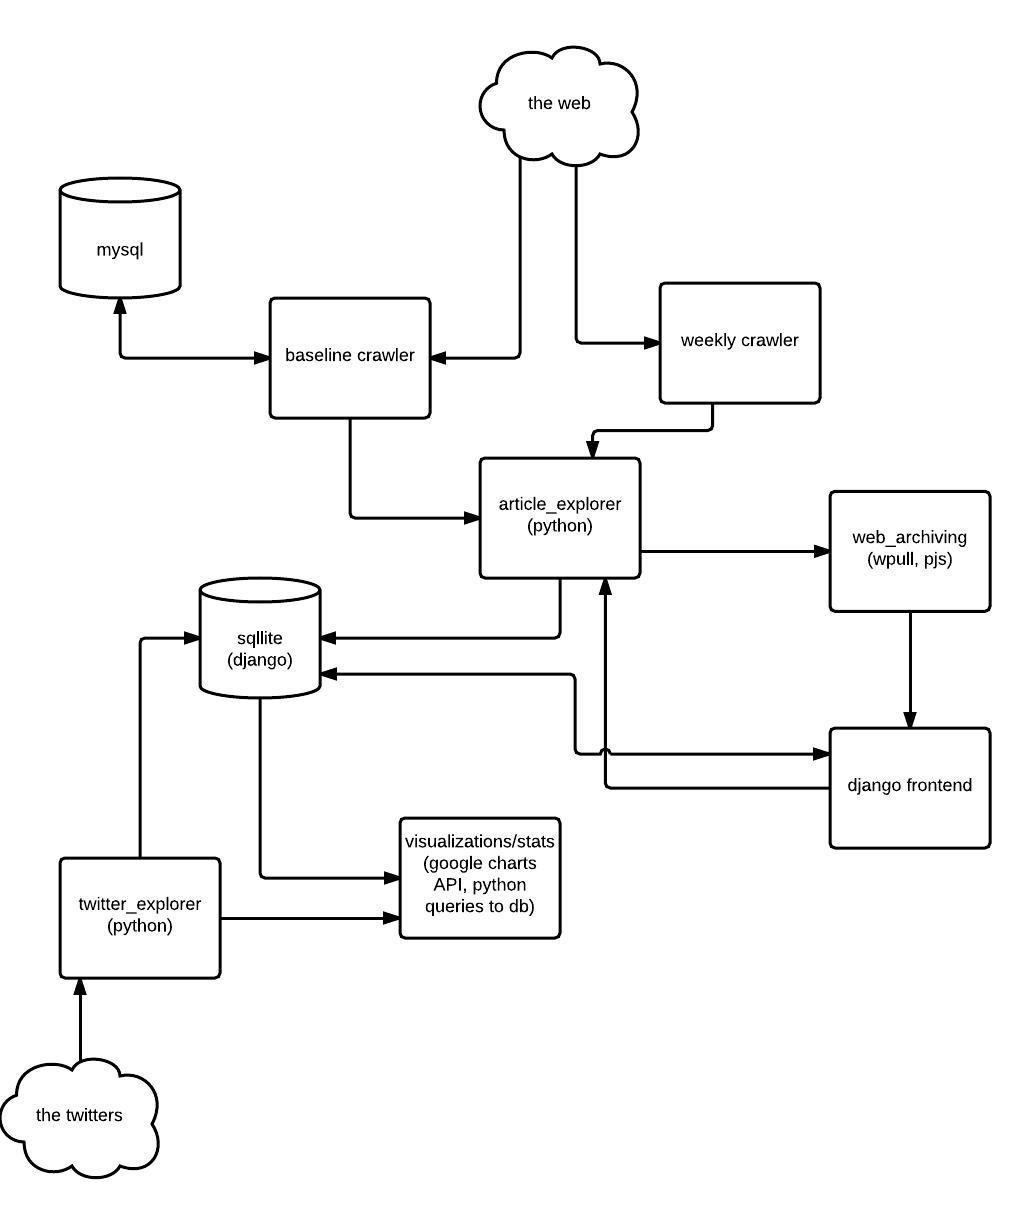 the web
mysql
baseline crawler
weekly crawler
article_explorer
(python)
web_archiving
(wpull, pjs)
sqllite
(django)
django frontend
visualizations/stats
(google charts
API, python
queries to db)
twitter_explorer
(python)
the twitters